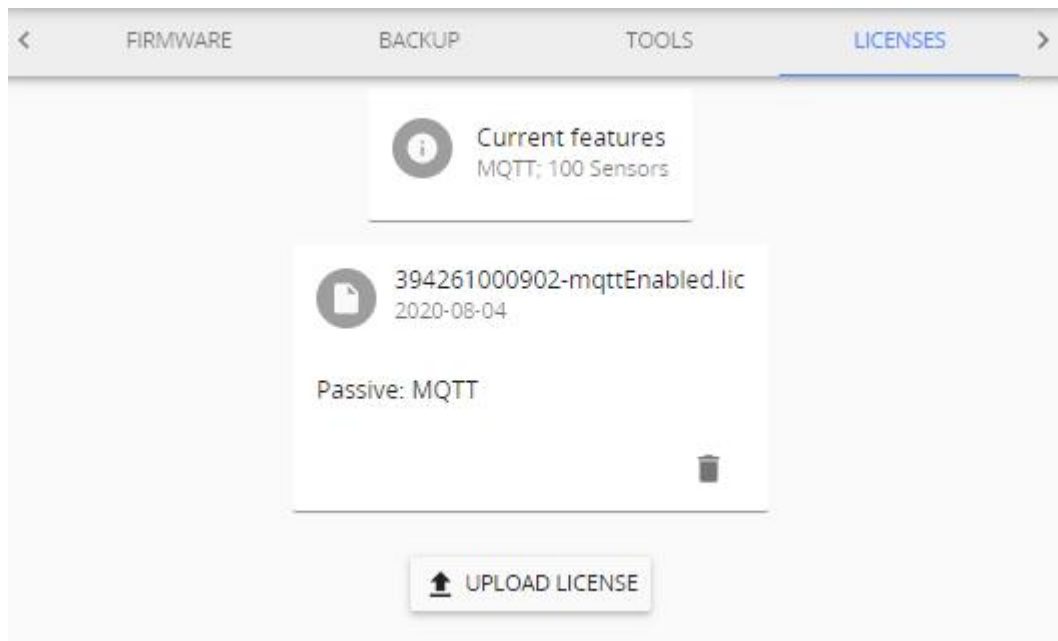 FIRMWARE BACKUP TOOLS LICENSES
Current features
MQTT; 100 Sensors
394261000902-mqttEnabled.lic
2020-08-04
Passive: MQTT
UPLOAD LICENSE